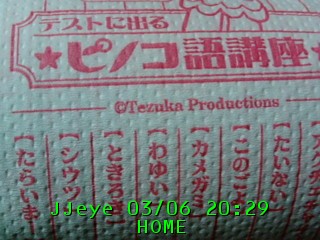 テストに出る
★ピノコ語講座★
©Tezuka Productions
【たいな
【このこ
【カメガ
【わゆい
【ときろ
【シウツ
【たらいま
JJeye 03/06 20:29
HOME